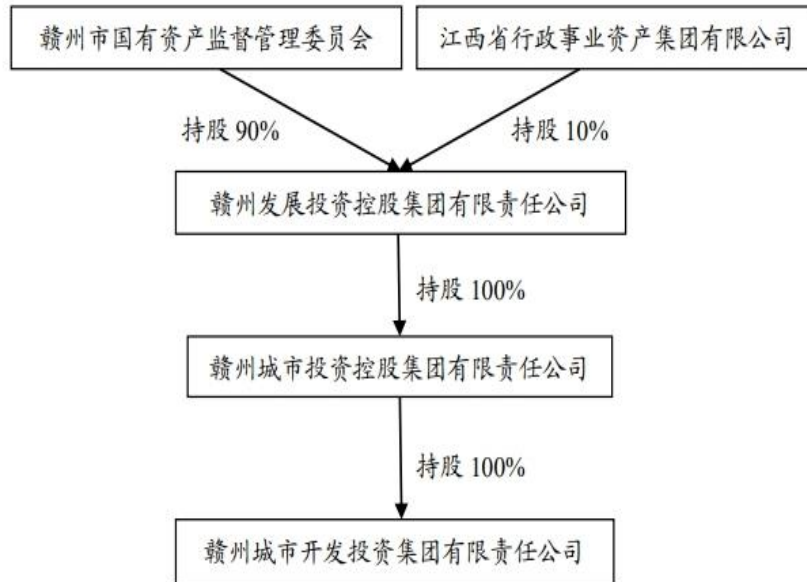 赣州市国有资产监督管理委员会
江西省行政事业资产集团有限公司
持股 90%
持股 10%
赣州发展投资控股集团有限责任公司
持股 100%
赣州城市投资控股集团有限责任公司
持股 100%
赣州城市开发投资集团有限责任公司